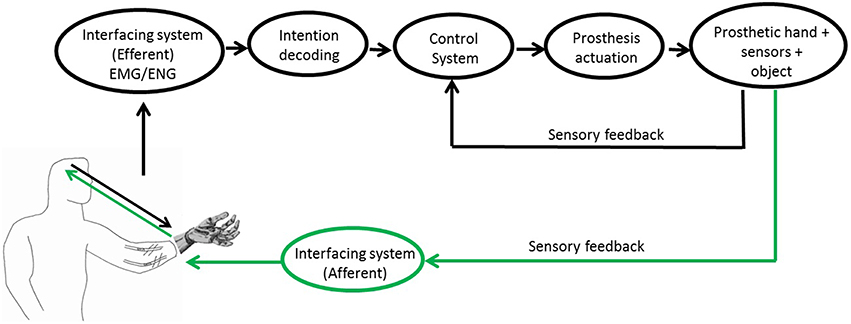 Interfacing system
(Efferent)
EMG/ENG
Intention
decoding
Control
System
Prosthesis
actuation
Prosthetic hand +
sensors +
object
Sensory feedback
Sensory feedback
Interfacing system
(Afferent)